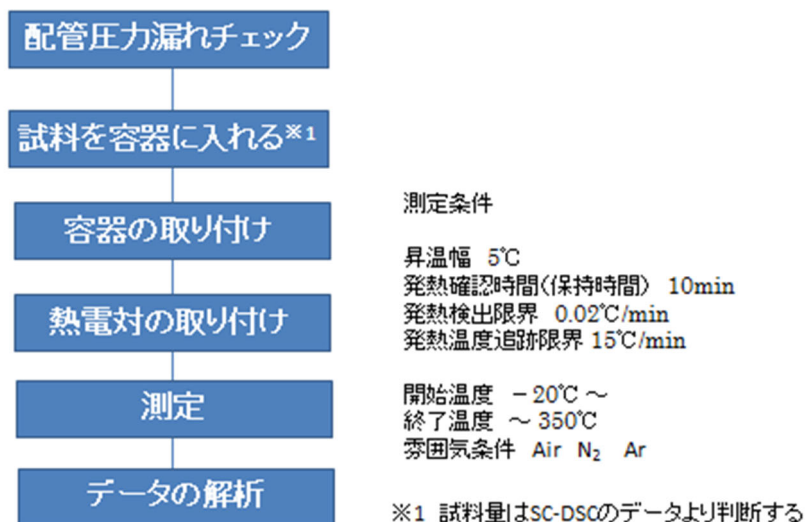 配管圧力漏れチェック
試料を容器に入れる※1
容器の取り付け
熱電対の取り付け
測定
データの解析
測定条件
昇温幅 5℃
発熱確認時間(保持時間) 10min
発熱検出限界 0.02℃/min
発熱温度追跡限界 15℃/min
開始温度 －20℃ ～
終了温度 ～ 350℃
雰囲気条件 Air N₂ Ar
※1 試料量はSC-DSCのデータより判断する